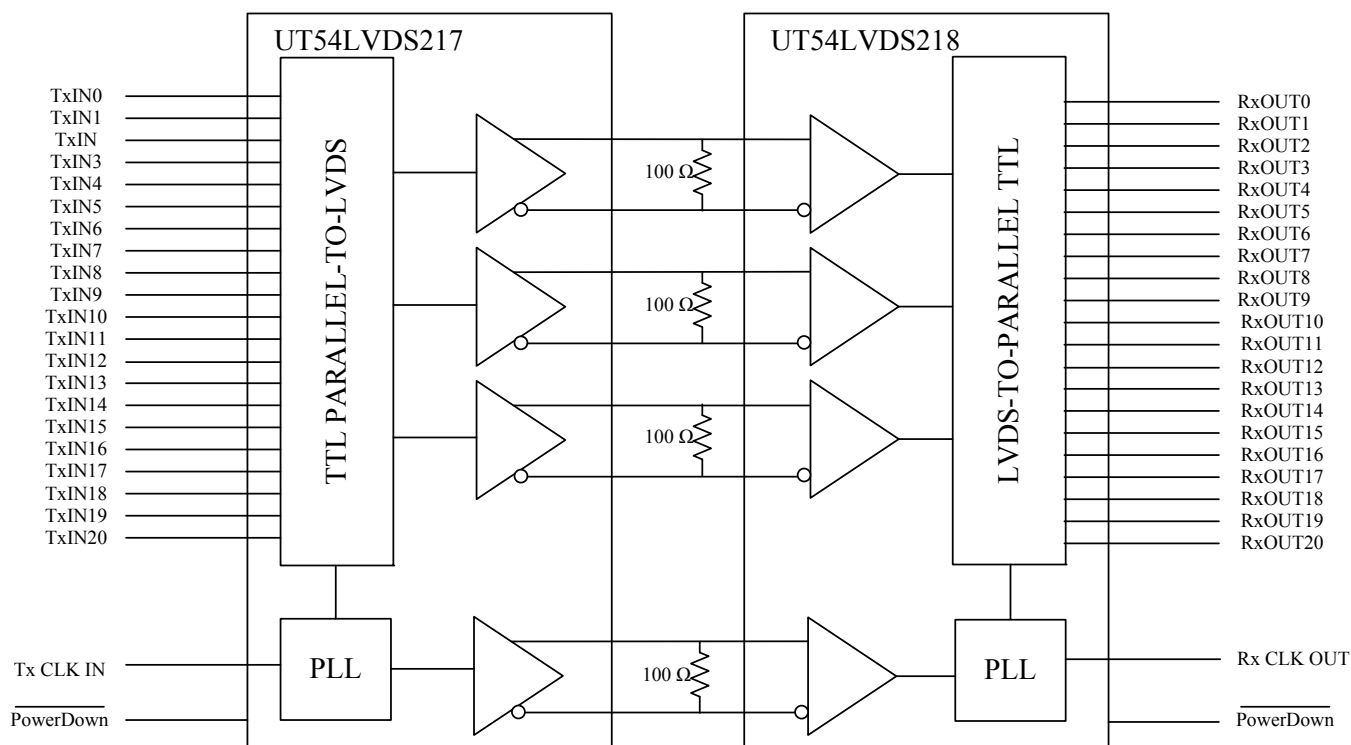 UT54LVDS217
UT54LVDS218
TxIN0
TxIN1
TxIN
TxIN3
TxIN4
TxIN5
TxIN6
TxIN7
TxIN8
TxIN9
TxIN10
TxIN11
TxIN12
TxIN13
TxIN14
TxIN15
TxIN16
TxIN17
TxIN18
TxIN19
TxIN20
Tx CLK IN
PowerDown
TTL PARALLEL-TO-LVDS
PLL
100 Ω
100 Ω
100 Ω
100 Ω
LVDS-TO-PARALLEL TTL
PLL
RxOUT0
RxOUT1
RxOUT2
RxOUT3
RxOUT4
RxOUT5
RxOUT6
RxOUT7
RxOUT8
RxOUT9
RxOUT10
RxOUT11
RxOUT12
RxOUT13
RxOUT14
RxOUT15
RxOUT16
RxOUT17
RxOUT18
RxOUT19
RxOUT20
Rx CLK OUT
PowerDown